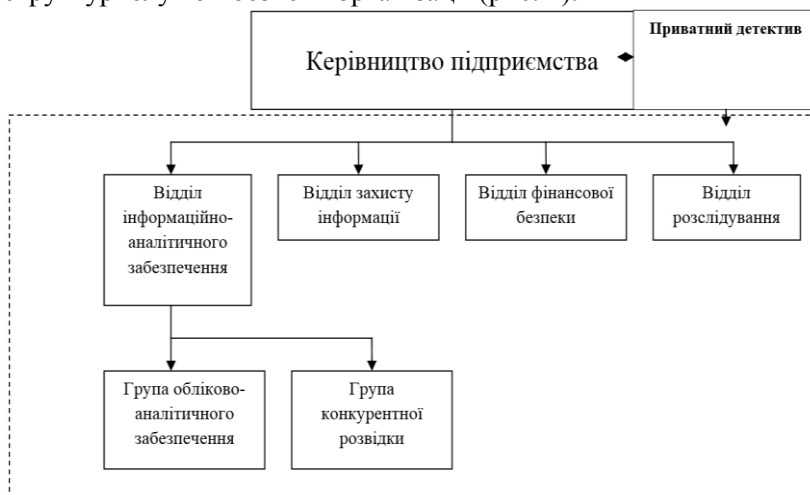 Приватний детектив
Керівництво підприємства
Відділ
інформаційно-
аналітичного
забезпечення
Відділ захисту
інформації
Відділ фінансової
безпеки
Відділ
розслідування
Група обліково-
аналітичного
забезпечення
Група
конкурентної
розвідки